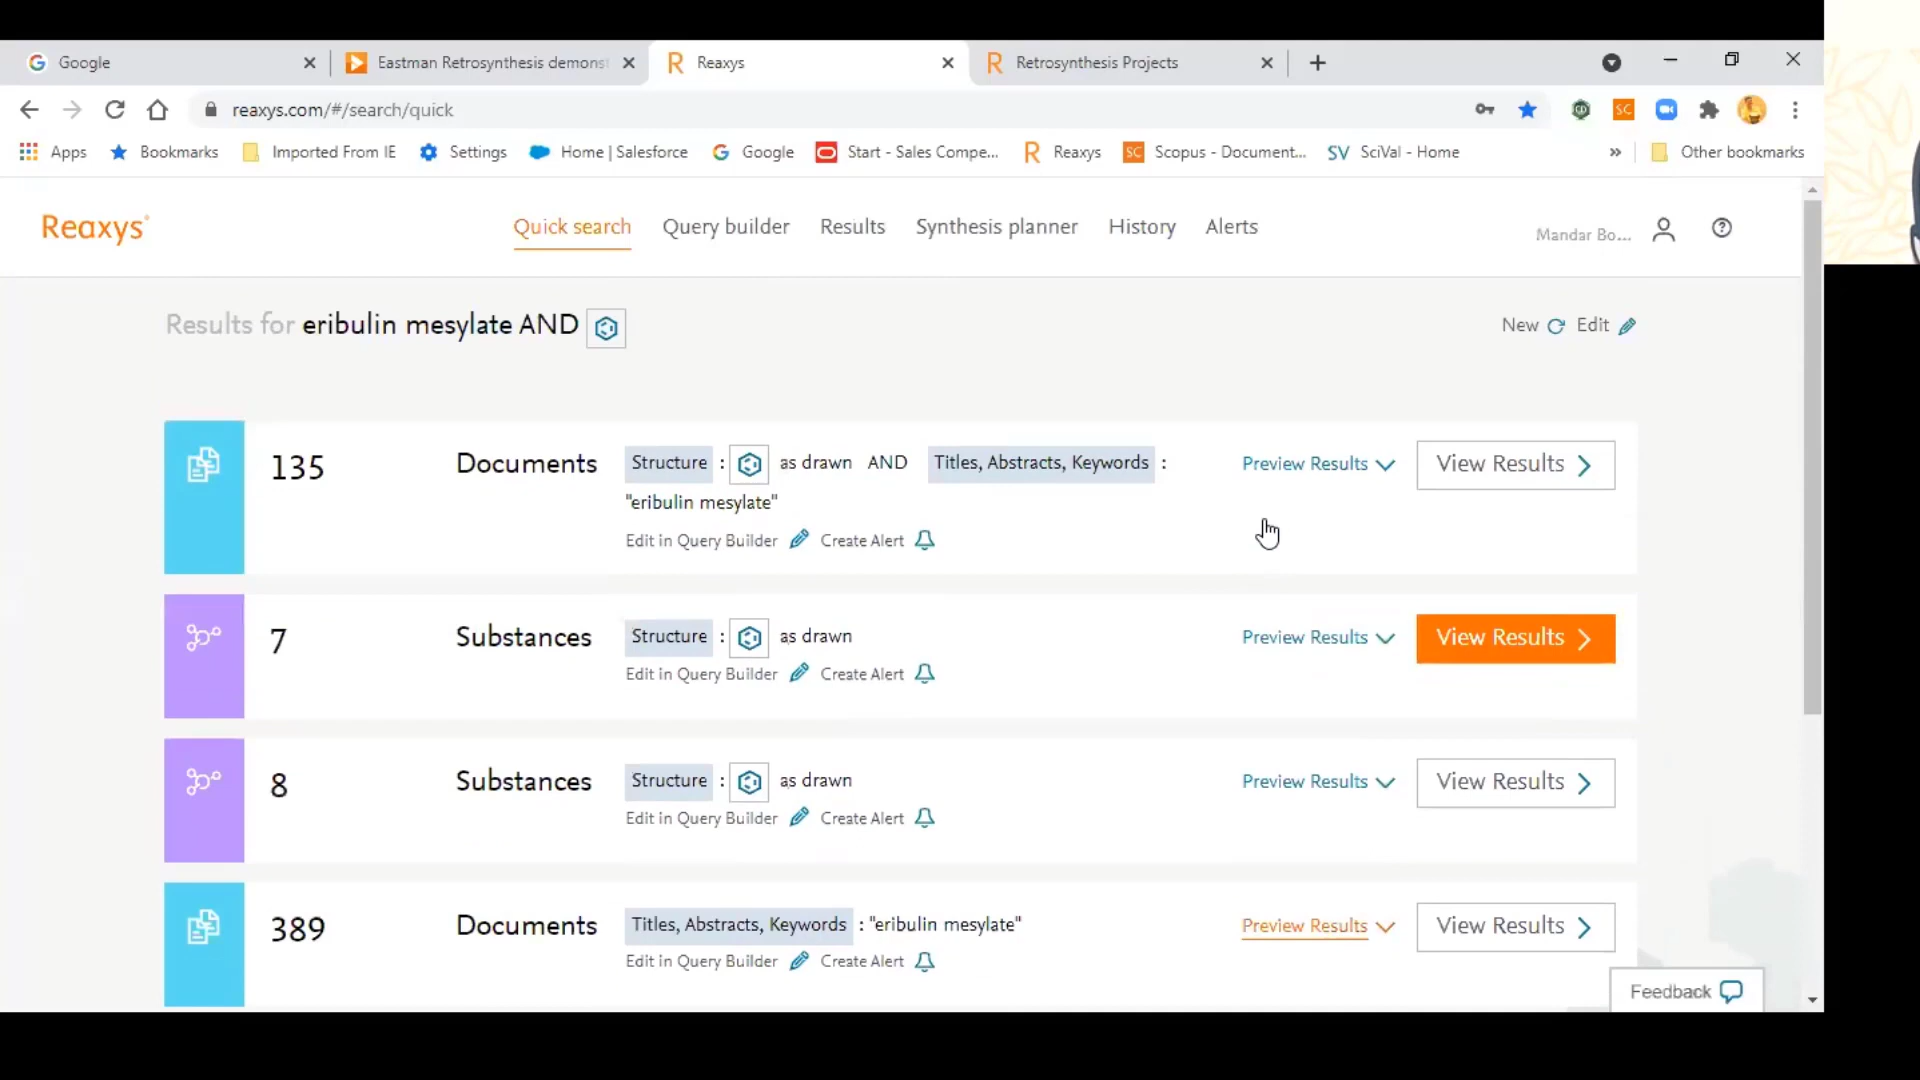 Google
Eastman Retrosynthesis demonst
Reaxys
Retrosynthesis Projects
reaxys.com/#/search/quick
Apps
Bookmarks
Imported From IE
Settings
Home | Salesforce
Google
Start - Sales Compe...
Reaxys
SC
Scopus - Document...
SV
SciVal - Home
»
Other bookmarks
Reaxys®
Quick search
Query builder
Results
Synthesis planner
History
Alerts
Mandar Bo...
Results for eribulin mesylate AND
New
Edit
135
Documents
Structure : as drawn AND Titles, Abstracts, Keywords :
"eribulin mesylate"
Edit in Query Builder
Create Alert
Preview Results
View Results
7
Substances
Structure : as drawn
Edit in Query Builder
Create Alert
Preview Results
View Results
8
Substances
Structure : as drawn
Edit in Query Builder
Create Alert
Preview Results
View Results
389
Documents
Titles, Abstracts, Keywords : "eribulin mesylate"
Edit in Query Builder
Create Alert
Preview Results
View Results
Feedback